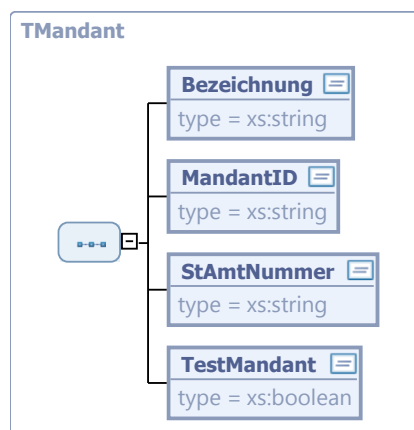 TMandant
Bezeichnung
type = xs:string
MandantID
type = xs:string
StAmtNummer
type = xs:string
TestMandant
type = xs:boolean